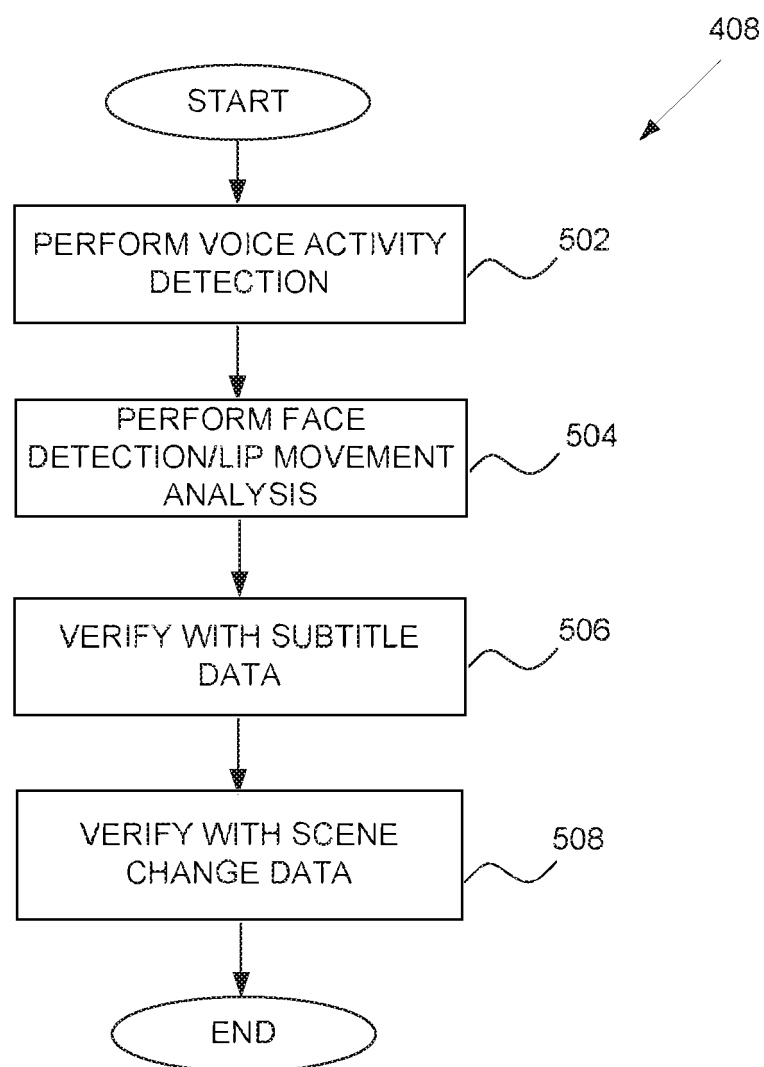 408
START
PERFORM VOICE ACTIVITY
DETECTION
502
PERFORM FACE
DETECTION/LIP MOVEMENT
ANALYSIS
504
VERIFY WITH SUBTITLE
DATA
506
VERIFY WITH SCENE
CHANGE DATA
508
END